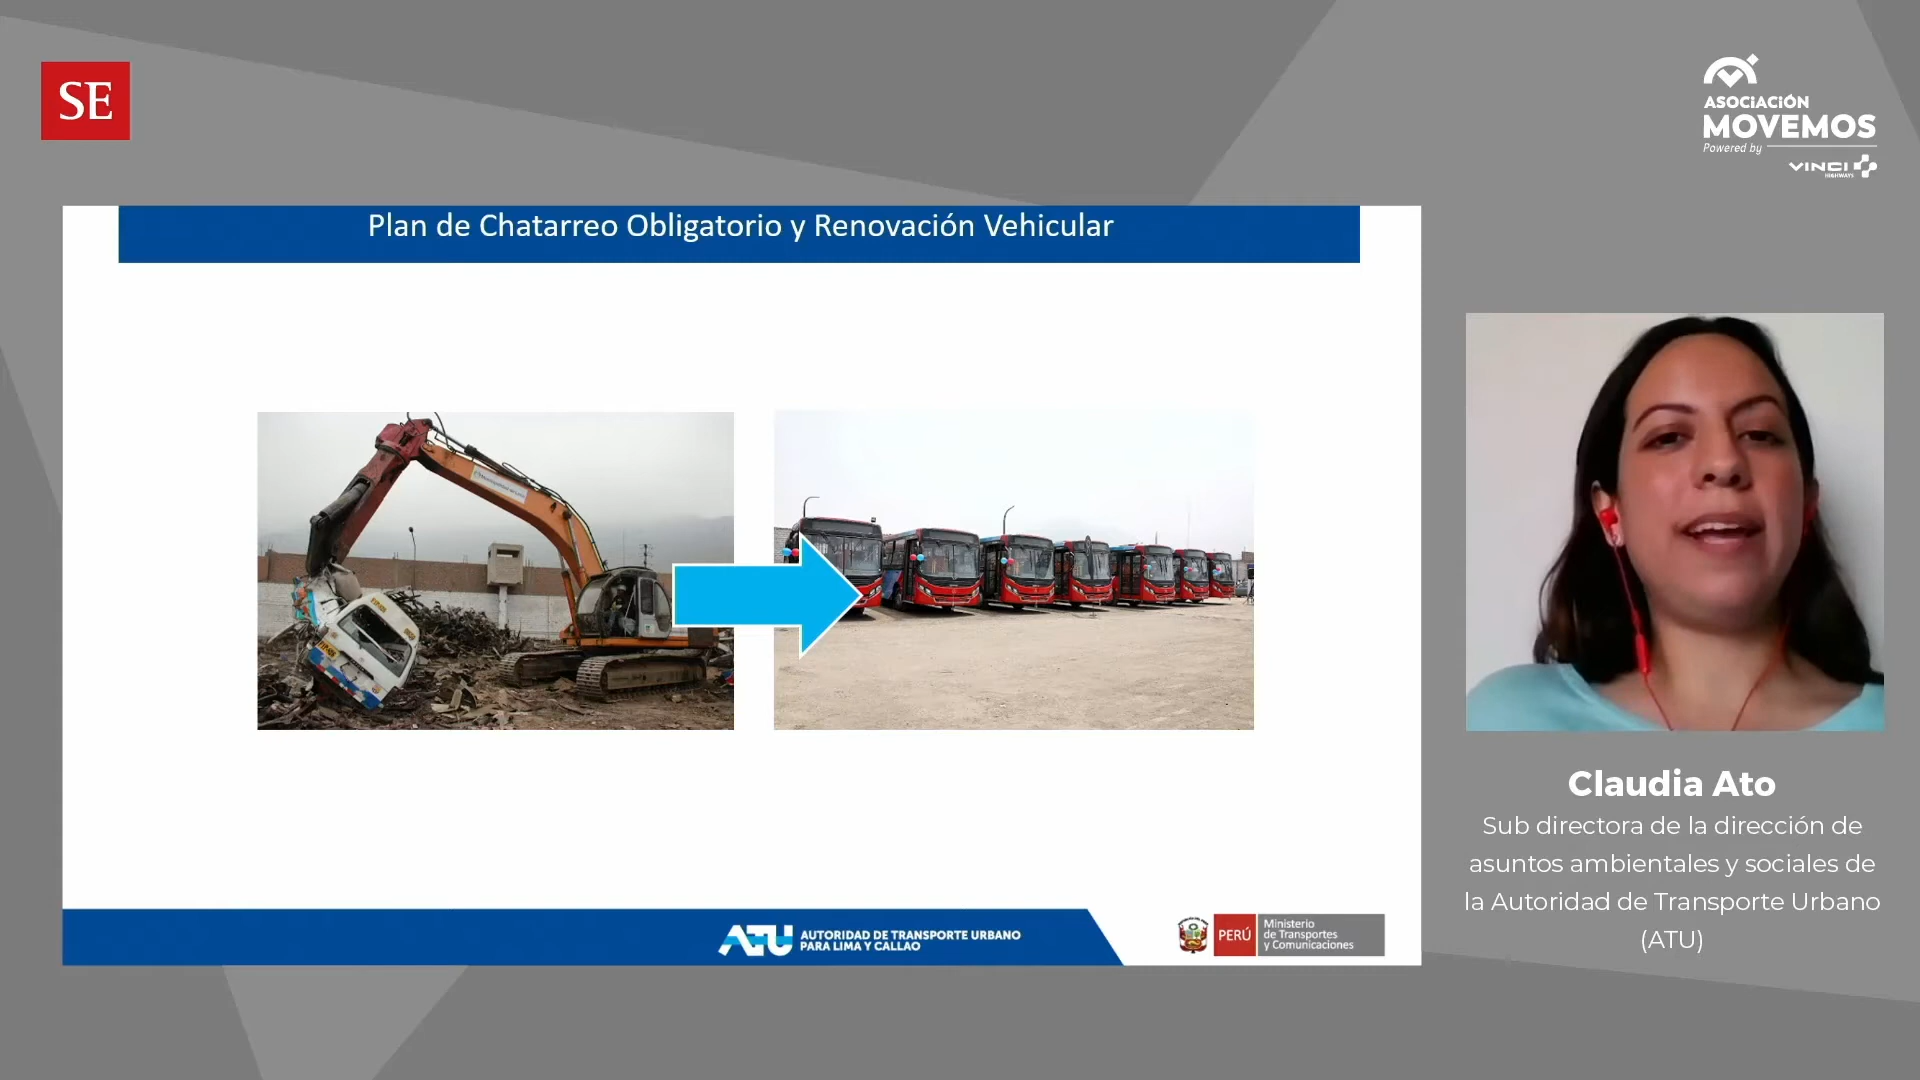 SE
ASOCIACIÓN
MOVEMOS
Powered by
VINCI
HIGHWAYS
Plan de Chatarreo Obligatorio y Renovación Vehicular
Claudia Ato
Sub directora de la dirección de
asuntos ambientales y sociales de
la Autoridad de Transporte Urbano
(ATU)
ATU
AUTORIDAD DE TRANSPORTE URBANO
PARA LIMA Y CALLAO
PERÚ
Ministerio
de Transportes
y Comunicaciones